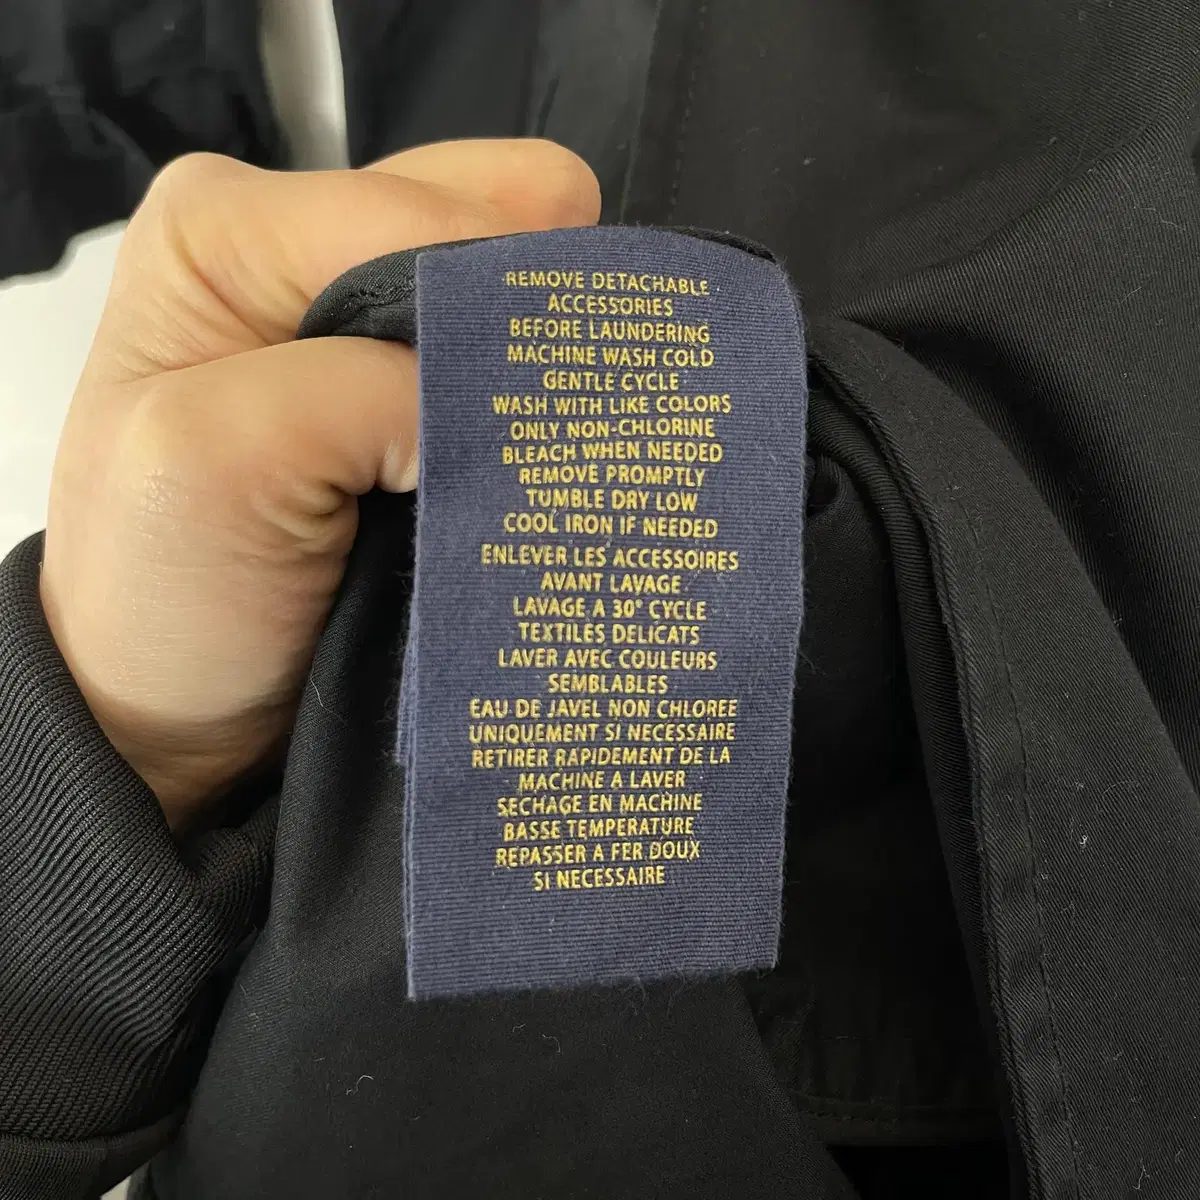 REMOVE DETACHABLE
ACCESSORIES
BEFORE LAUNDERING
MACHINE WASH COLD
GENTLE CYCLE
WASH WITH LIKE COLORS
ONLY NON-CHLORINE
BLEACH WHEN NEEDED
REMOVE PROMPTLY
TUMBLE DRY LOW
COOL IRON IF NEEDED
ENLEVER LES ACCESSOIRES
AVANT LAVAGE
LAVAGE A 30° CYCLE
TEXTILES DELICATS
LAVER AVEC COULEURS
SEMBLABLES
EAU DE JAVEL NON CHLOREE
UNIQUEMENT SI NECESSAIRE
RETIRER RAPIDEMENT DE LA
MACHINE A LAVER
SECHAGE EN MACHINE
BASSE TEMPERATURE
REPASSER A FER DOUX
SI NECESSAIRE